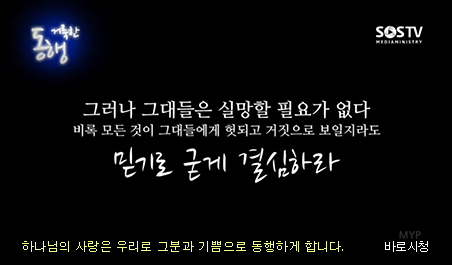 거룩한
동행
SOSTV
MEDIAMINISTRY
그러나 그대들은 실망할 필요가 없다
비록 모든 것이 그대들에게 헛되고 거짓으로 보일지라도
믿기로 굳게 결심하라
MYP
하나님의 사랑은 우리로 그분과 기쁨으로 동행하게 합니다.
바로시청